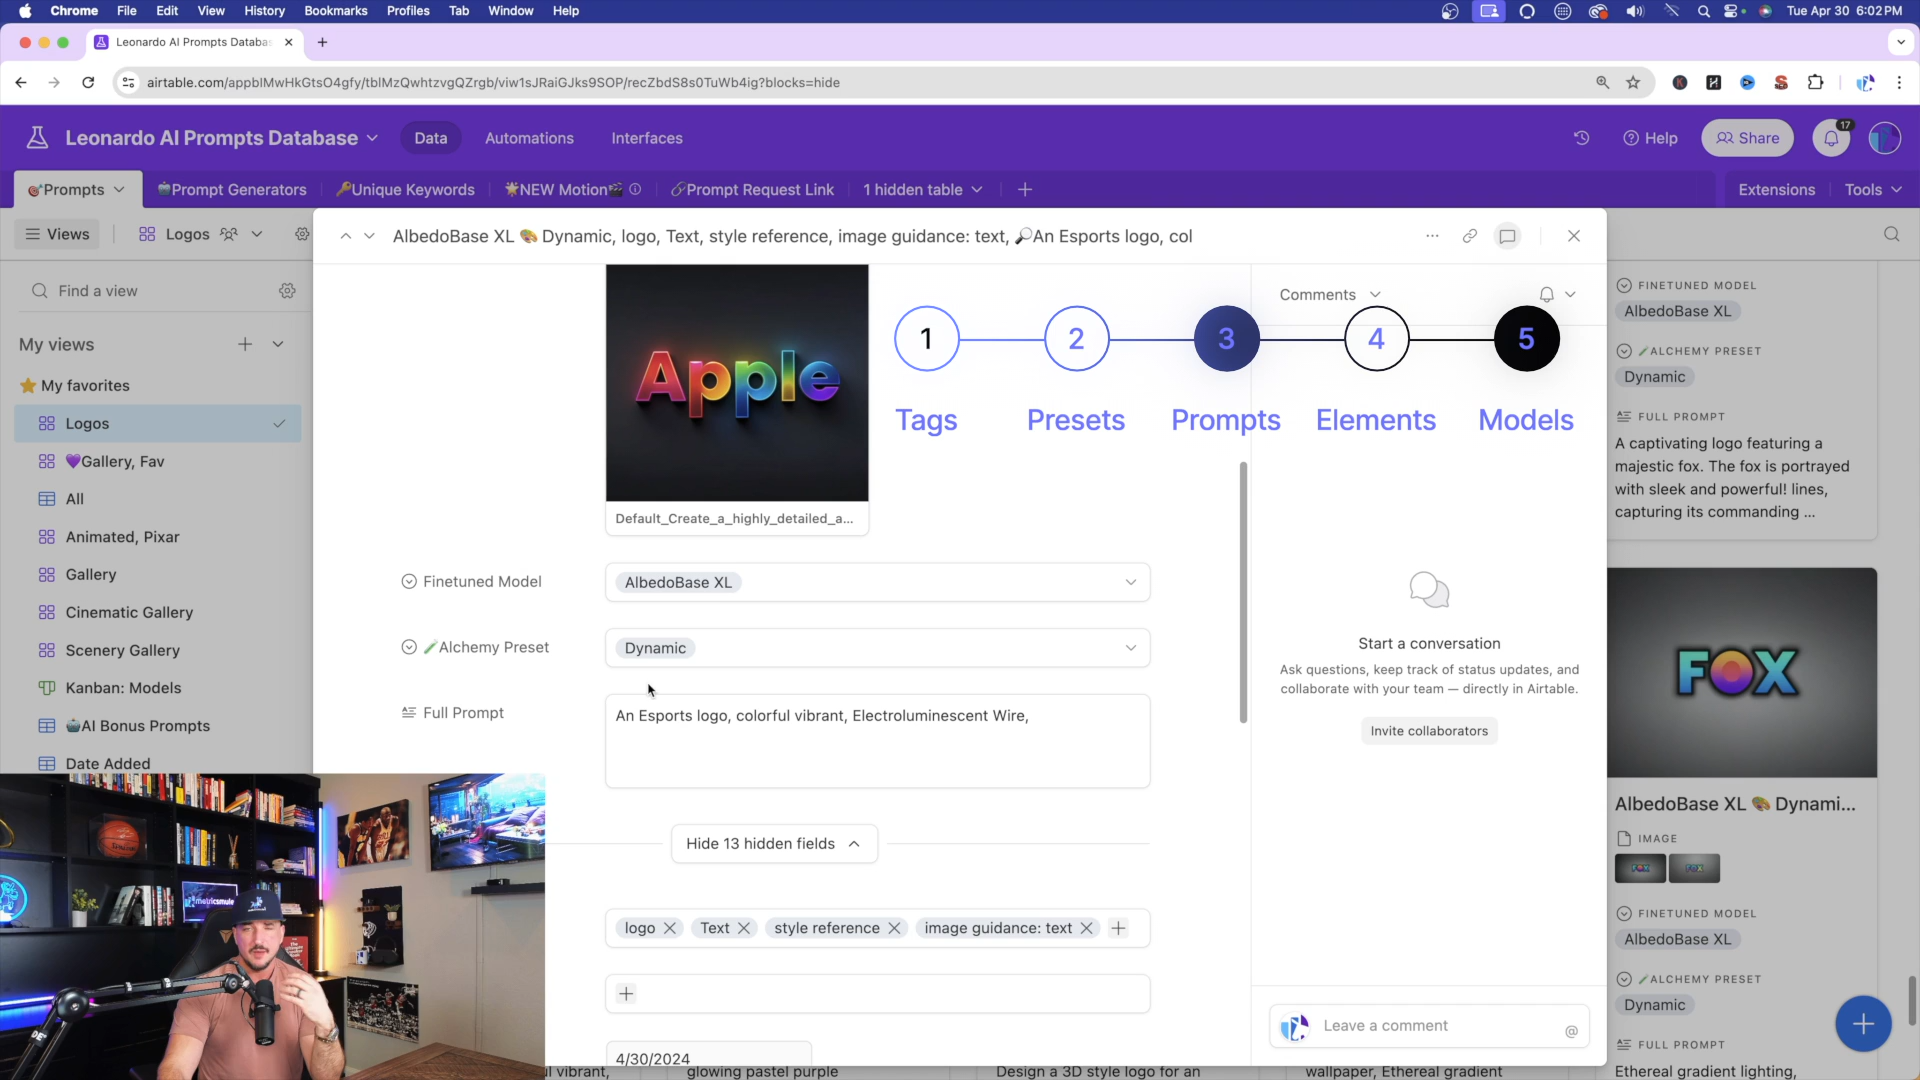 Chrome File Edit View History Bookmarks Profiles Tab Window Help
Tue Apr 30 6:02 PM
Leonardo AI Prompts Databas
airtable.com/appblMwHkGtsO4gfy/tblMzQwhtzvgQZrgb/viw1sJRaiGJks9SOP/recZbdS8s0TuWb4ig?blocks=hide
Leonardo AI Prompts Database
Data
Automations
Interfaces
Help
Share
17
Prompts
Prompt Generators
Unique Keywords
NEW Motion
Prompt Request Link
1 hidden table
Extensions
Tools
Views
Logos
AlbedoBase XL 🎨 Dynamic, logo, Text, style reference, image guidance: text, 🔎An Esports logo, col
Find a view
My views
My favorites
Logos
💜Gallery, Fav
All
Animated, Pixar
Gallery
Cinematic Gallery
Scenery Gallery
Kanban: Models
AI Bonus Prompts
Date Added
Apple
Default_Create_a_highly_detailed_a...
Comments
1 2 3 4 5
Tags Presets Prompts Elements Models
Finetuned Model
AlbedoBase XL
Alchemy Preset
Dynamic
Full Prompt
An Esports logo, colorful vibrant, Electroluminescent Wire,
Hide 13 hidden fields
logo
Text
style reference
image guidance: text
4/30/2024
Start a conversation
Ask questions, keep track of status updates, and
collaborate with your team — directly in Airtable.
Invite collaborators
Leave a comment
@
FINETUNED MODEL
AlbedoBase XL
ALCHEMY PRESET
Dynamic
FULL PROMPT
A captivating logo featuring a
majestic fox. The fox is portrayed
with sleek and powerful! lines,
capturing its commanding ...
FOX
AlbedoBase XL 🎨 Dynami...
IMAGE
FINETUNED MODEL
AlbedoBase XL
ALCHEMY PRESET
Dynamic
FULL PROMPT
Ethereal gradient lighting,
ul vibrant,
glowing pastel purple
Design a 3D style logo for an
wallpaper, Ethereal gradient
metricsmule